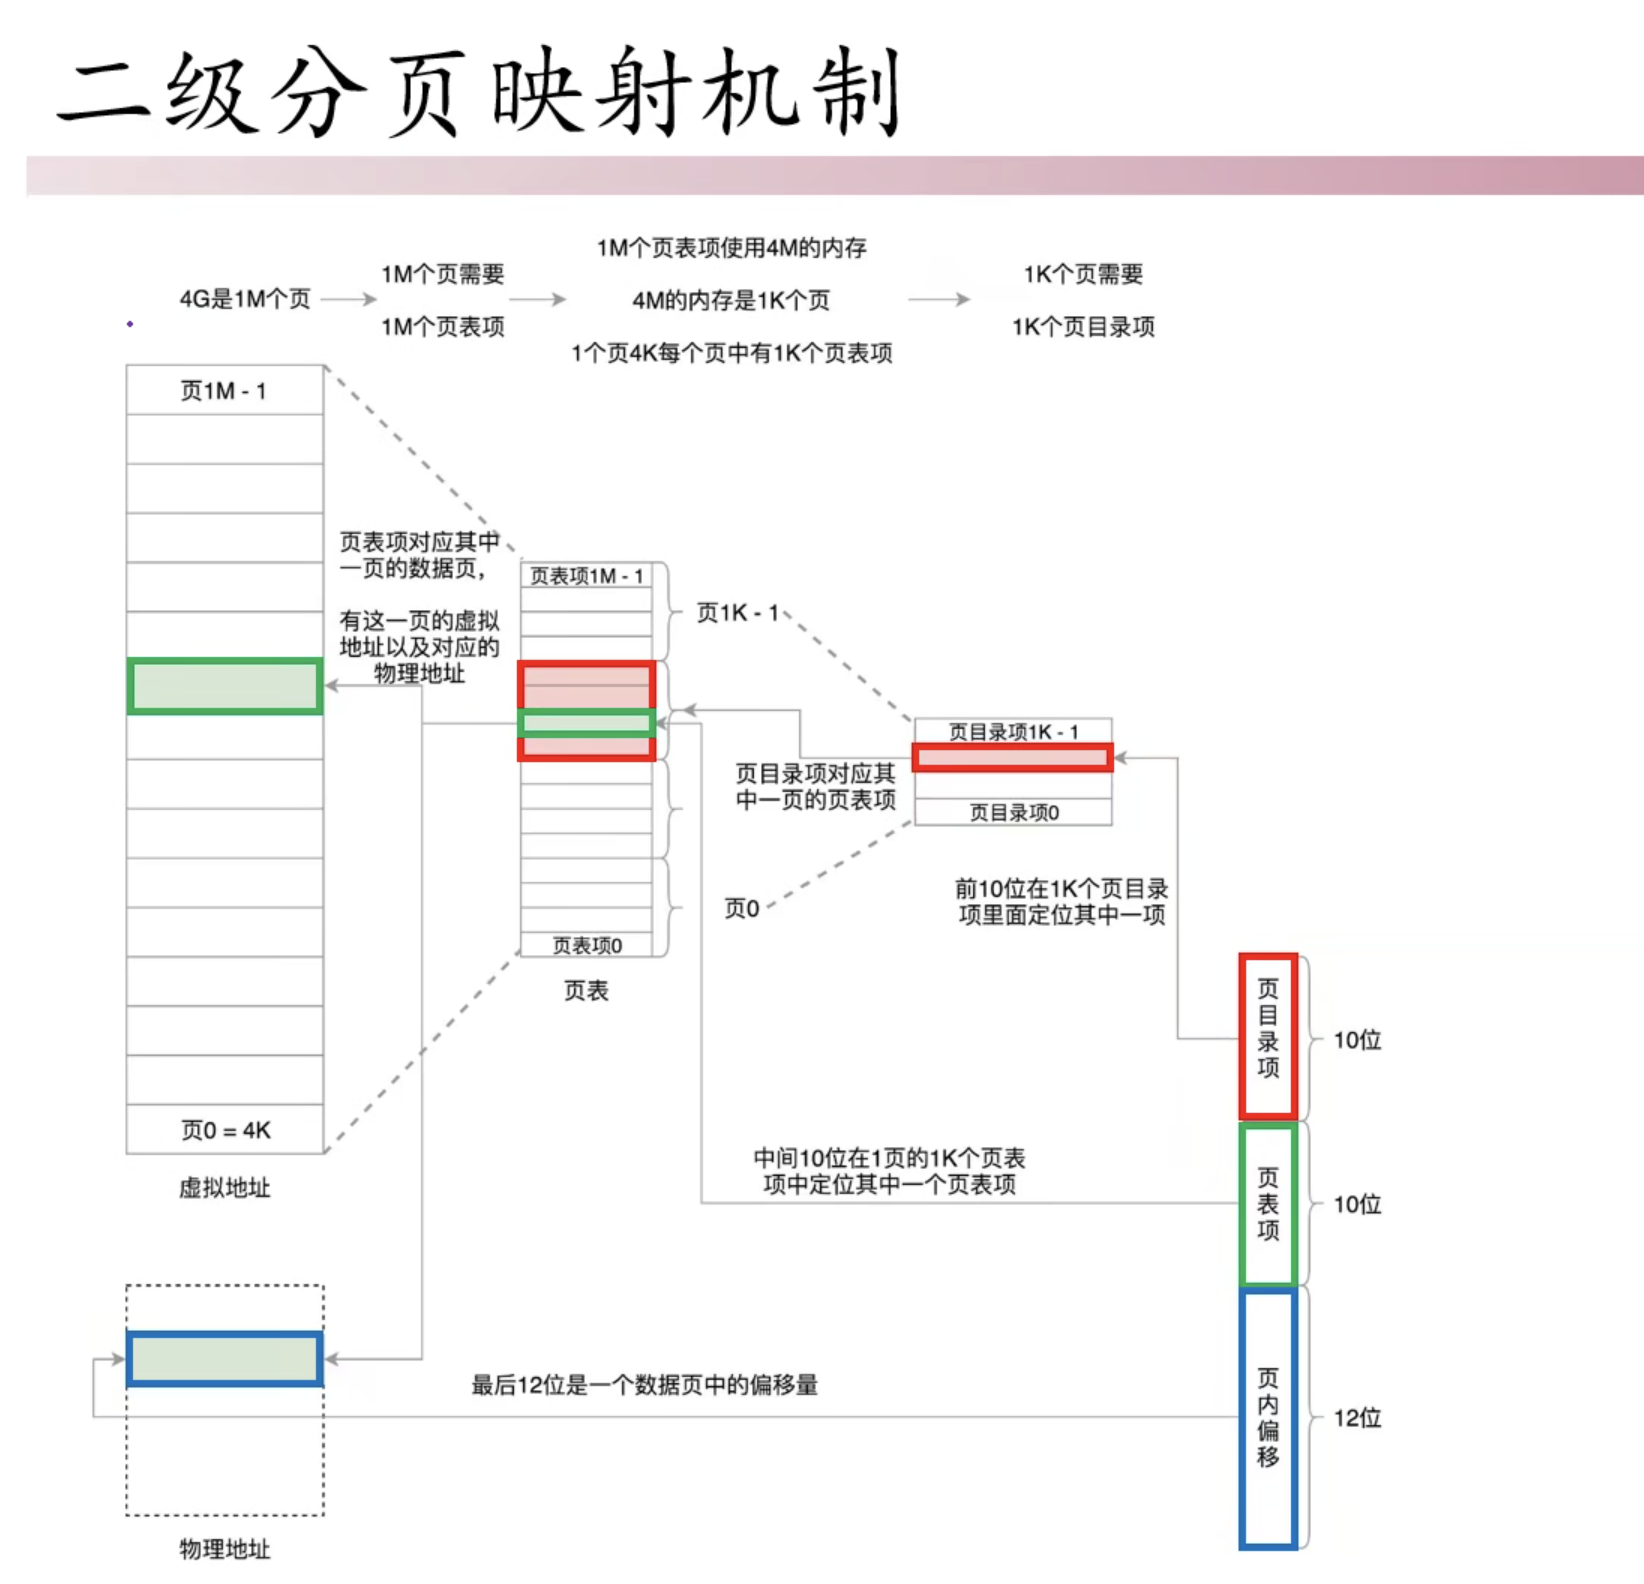 二级分页映射机制
4G是1M个页
1M个页需要
1M个页表项
1M个页表项使用4M的内存
4M的内存是1K个页
1个页4K每个页中有1K个页表项
1K个页需要
1K个页目录项
页1M - 1
页表项对应其中
一页的数据页，
有这一页的虚拟
地址以及对应的
物理地址
页0 = 4K
虚拟地址
页表项1M - 1
页1K - 1
页0
页表项0
页表
页目录项1K - 1
页目录项0
页目录项对应其
中一页的页表项
前10位在1K个页目录
项里面定位其中一项
页目录项
10位
中间10位在1页的1K个页表
项中定位其中一个页表项
页表项
10位
最后12位是一个数据页中的偏移量
页内偏移
12位
物理地址